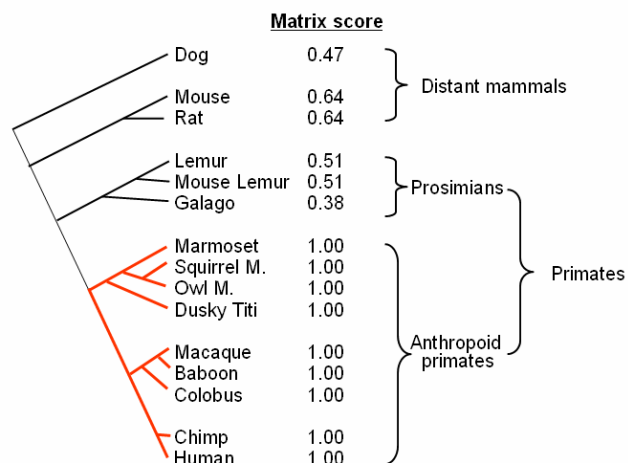 Matrix score
Dog 0.47
Distant mammals
Mouse 0.64
Rat 0.64
Lemur 0.51
Mouse Lemur 0.51 Prosimians
Galago 0.38
Marmoset 1.00
Squirrel M. 1.00
Primates
Owl M. 1.00
Dusky Titi 1.00
Anthropoid
primates
Macaque 1.00
Baboon 1.00
Colobus 1.00
Chimp 1.00
Human 1.00